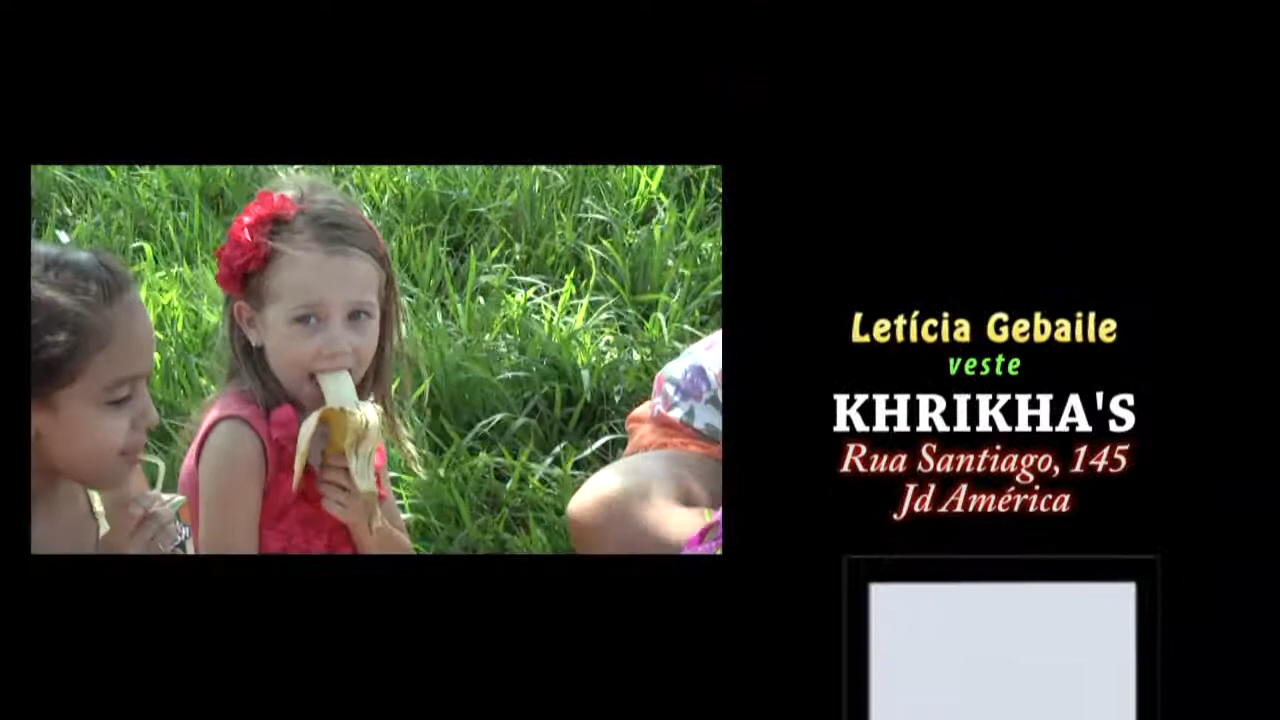 Letícia Gebaile
veste
KHRIKHA'S
Rua Santiago, 145
Jd América